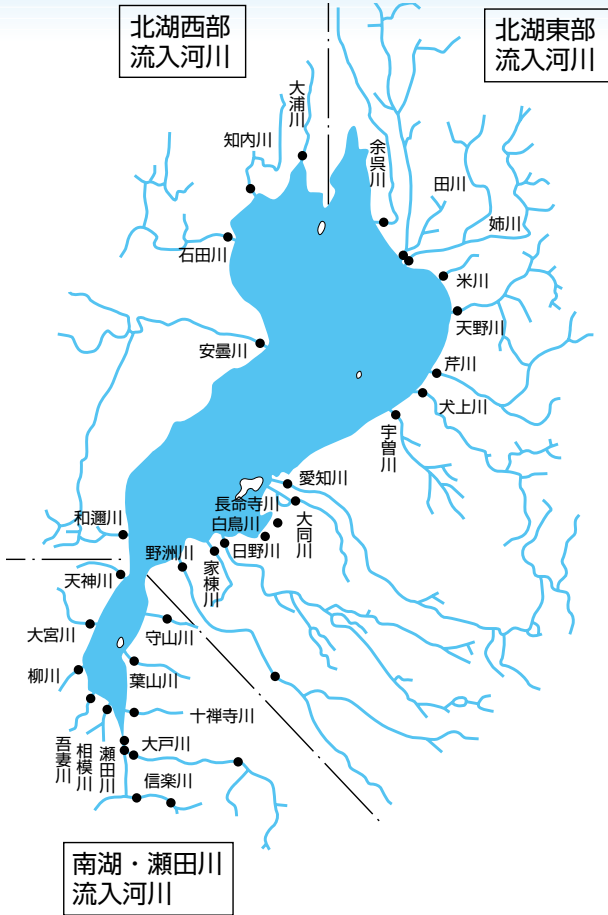 北湖西部
流入河川
北湖東部
流入河川
大浦川
知内川
余呉川
田川
姉川
石田川
米川
天野川
安曇川
芹川
犬上川
宇曽川
愛知川
長命寺川
白鳥川
大同川
和邇川
野洲川
日野川
家棟川
天神川
大宮川
守山川
柳川
葉山川
十禅寺川
吾妻川
相模川
瀬田川
大戸川
信楽川
南湖・瀬田川
流入河川